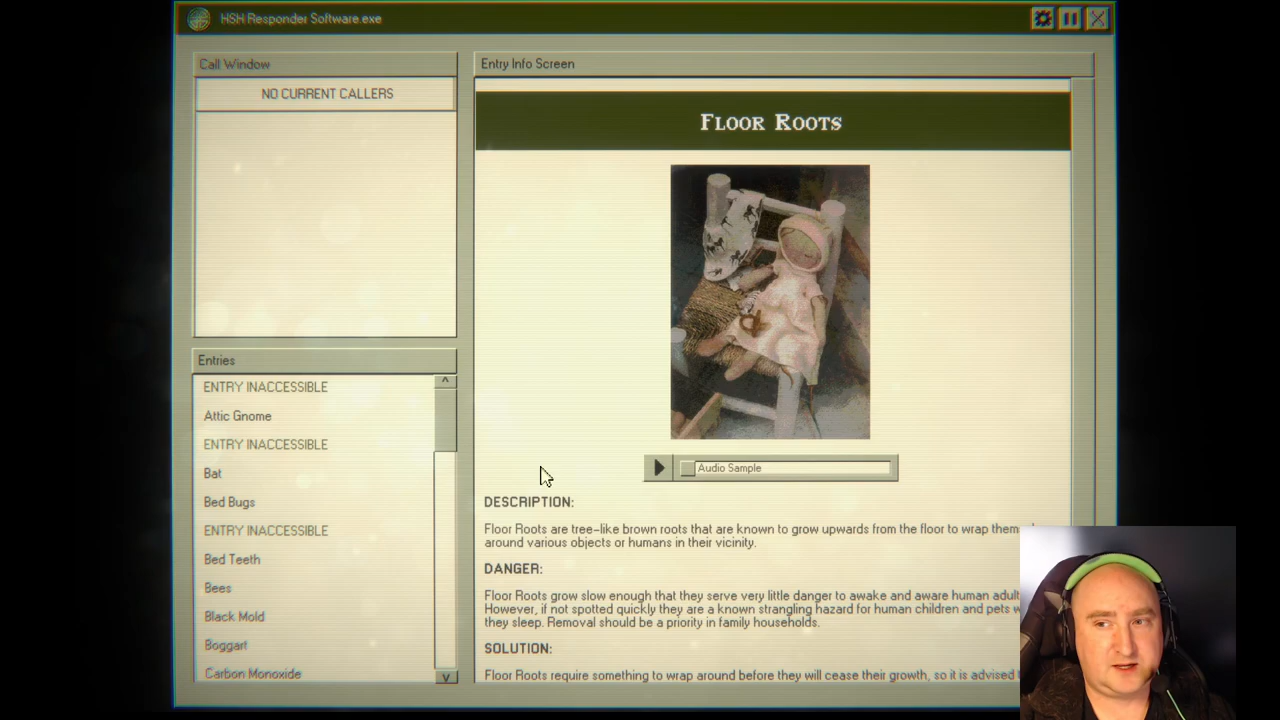 HSH Responder Software.exe
Call Window
NO CURRENT CALLERS
Entries
ENTRY INACCESSIBLE
Attic Gnome
ENTRY INACCESSIBLE
Bat
Bed Bugs
ENTRY INACCESSIBLE
Bed Teeth
Bees
Black Mold
Boggart
Carbon Monoxide
Entry Info Screen
FLOOR ROOTS
Audio Sample
DESCRIPTION:
Floor Roots are tree-like brown roots that are known to grow upwards from the floor to wrap
around various objects or humans in their vicinity.
DANGER:
Floor Roots grow slow enough that they serve very little danger to awake and aware human
However, if not spotted quickly they are a known strangling hazard for human children and pets
they sleep. Removal should be a priority in family households.
SOLUTION:
Floor Roots require something to wrap around before they will cease their growth, so it is advised